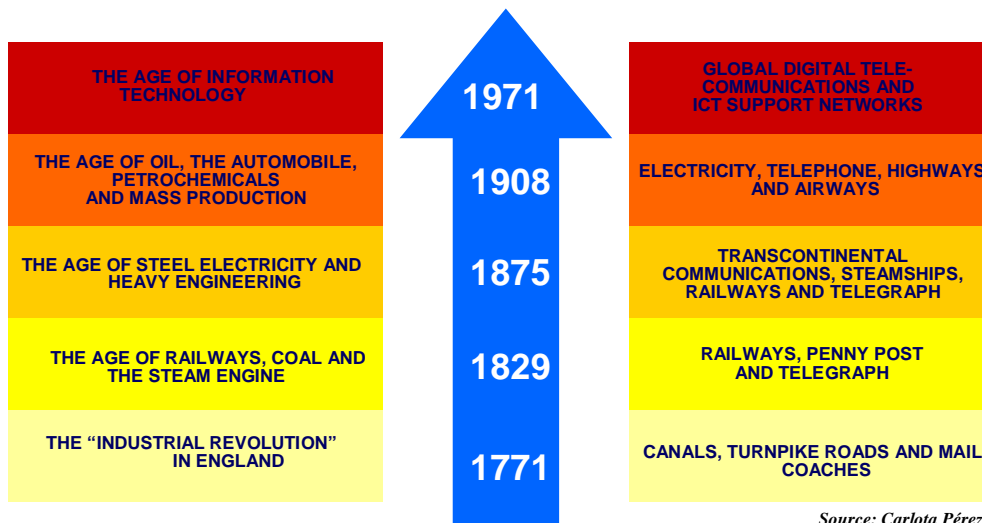 THE AGE OF INFORMATION
TECHNOLOGY
1971
GLOBAL DIGITAL TELE-
COMMUNICATIONS AND
ICT SUPPORT NETWORKS
THE AGE OF OIL, THE AUTOMOBILE,
PETROCHEMICALS
AND MASS PRODUCTION
1908
ELECTRICITY, TELEPHONE, HIGHWAYS
AND AIRWAYS
THE AGE OF STEEL ELECTRICITY AND
HEAVY ENGINEERING
1875
TRANSCONTINENTAL
COMMUNICATIONS, STEAMSHIPS,
RAILWAYS AND TELEGRAPH
THE AGE OF RAILWAYS, COAL AND
THE STEAM ENGINE
1829
RAILWAYS, PENNY POST
AND TELEGRAPH
THE “INDUSTRIAL REVOLUTION”
IN ENGLAND
1771
CANALS, TURNPIKE ROADS AND MAIL
COACHES
Source: Carlota Pérez